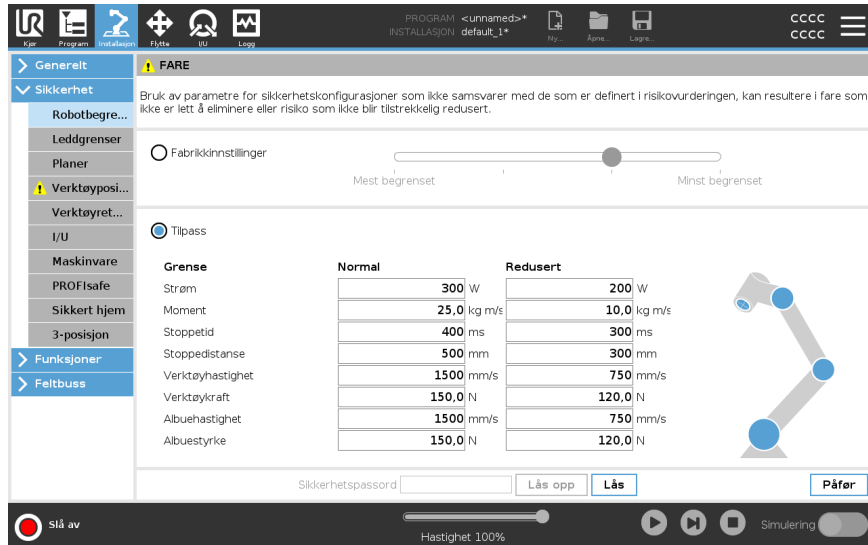 UR
PROGRAM <unnamed>*
INSTALLASJON default_1*
Ny... Åpne... Lagre...
CCCC
CCCC
Kjør Program Installasjon Flytte I/U Logg
Generelt
Sikkerhet
Robotbegre...
Leddgrenser
Planer
Verktøyposi...
Verktøyret...
I/U
Maskinvare
PROFIsafe
Sikkert hjem
3-posisjon
Funksjoner
Feltbuss
FARE
Bruk av parametre for sikkerhetskonfigurasjoner som ikke samsvarer med de som er definert i risikovurderingen, kan resultere i fare som
ikke er lett å eliminere eller risiko som ikke blir tilstrekkelig redusert.
Fabrikkinnstillinger
Mest begrenset Minst begrenset
Tilpass
Grense Normal Redusert
Strøm 300 W 200 W
Moment 25,0 kg m/s 10,0 kg m/s
Stoppetid 400 ms 300 ms
Stoppedistanse 500 mm 300 mm
Verktøyhastighet 1500 mm/s 750 mm/s
Verktøykraft 150,0 N 120,0 N
Albuehastighet 1500 mm/s 750 mm/s
Albuestyrke 150,0 N 120,0 N
Sikkerhetspassord Lås opp Lås Påfør
Slå av
Hastighet 100%
Simulering